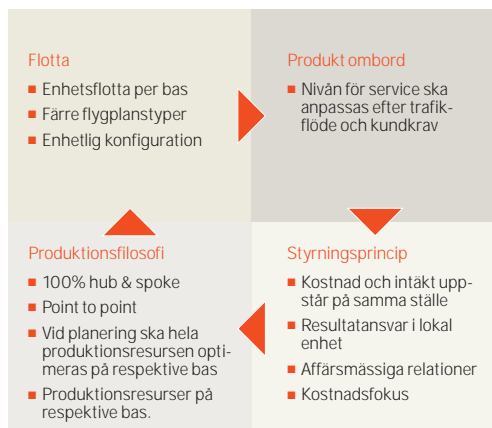 Flotta
■ Enhetsflotta per bas
■ Färre flygplanstyper
■ Enhetlig konfiguration
Produkt ombord
■ Nivån för service ska
anpassas efter trafik-
flöde och kundkrav
Produktionsfilosofi
■ 100% hub & spoke
■ Point to point
■ Vid planering ska hela
produktionsresursen opti-
meras på respektive bas
■ Produktionsresurser på
respektive bas.
Styrningsprincip
■ Kostnad och intäkt upp-
står på samma ställe
■ Resultatansvar i lokal
enhet
■ Affärsmässiga relationer
■ Kostnadsfokus